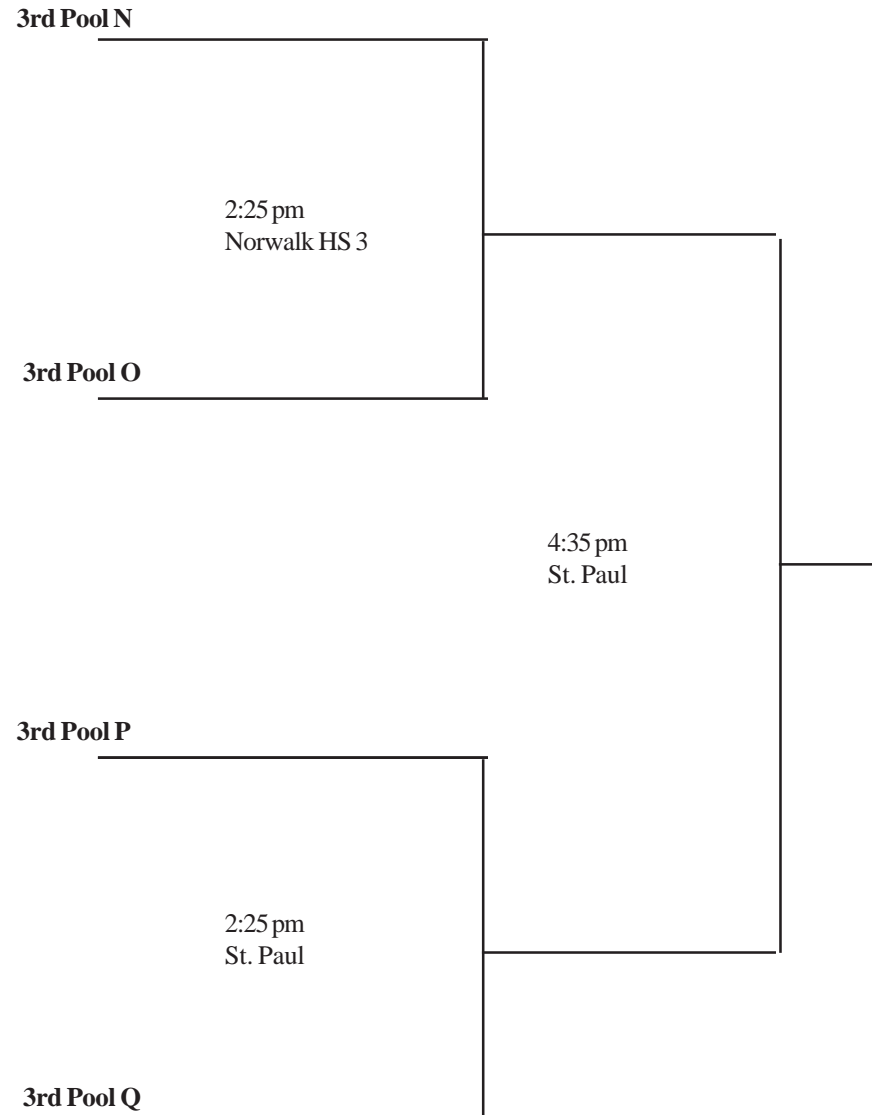 3rd Pool N
2:25 pm
Norwalk HS 3
3rd Pool O
4:35 pm
St. Paul
3rd Pool P
2:25 pm
St. Paul
3rd Pool Q